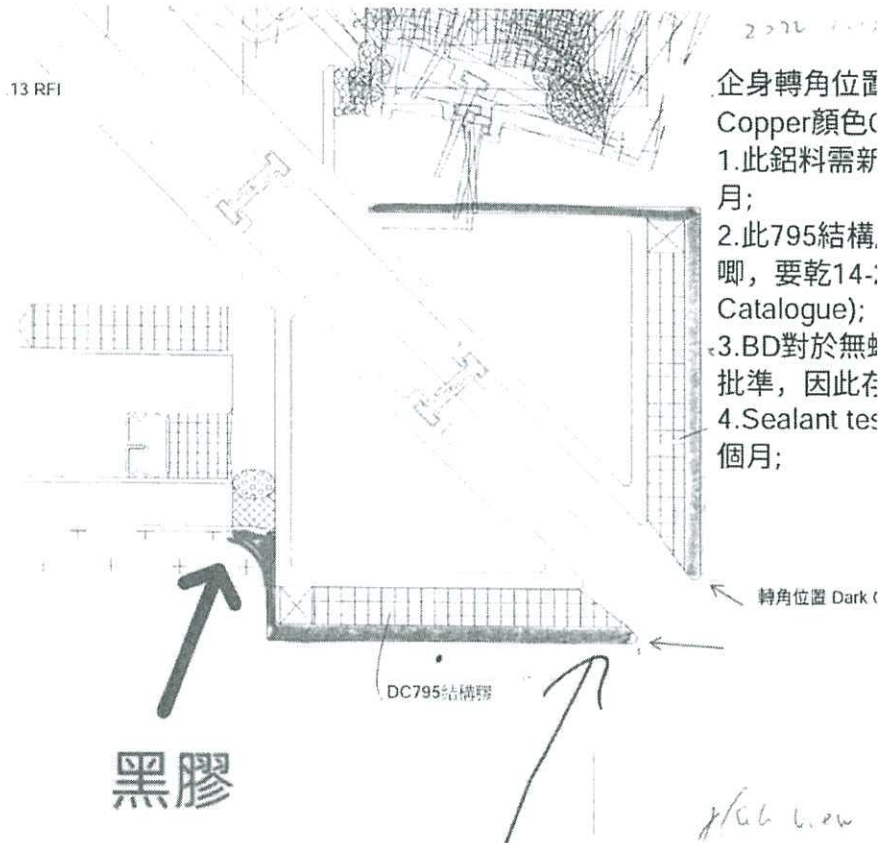 .13 RFI
企身轉角位置
Copper顏色(
1.此鋁料需新
月;
2.此795結構
唧，要乾14-
Catalogue);
3.BD對於無
批準，因此在
4.Sealant tes
個月;
轉角位置 Dark
DC795結構膠
黑膠